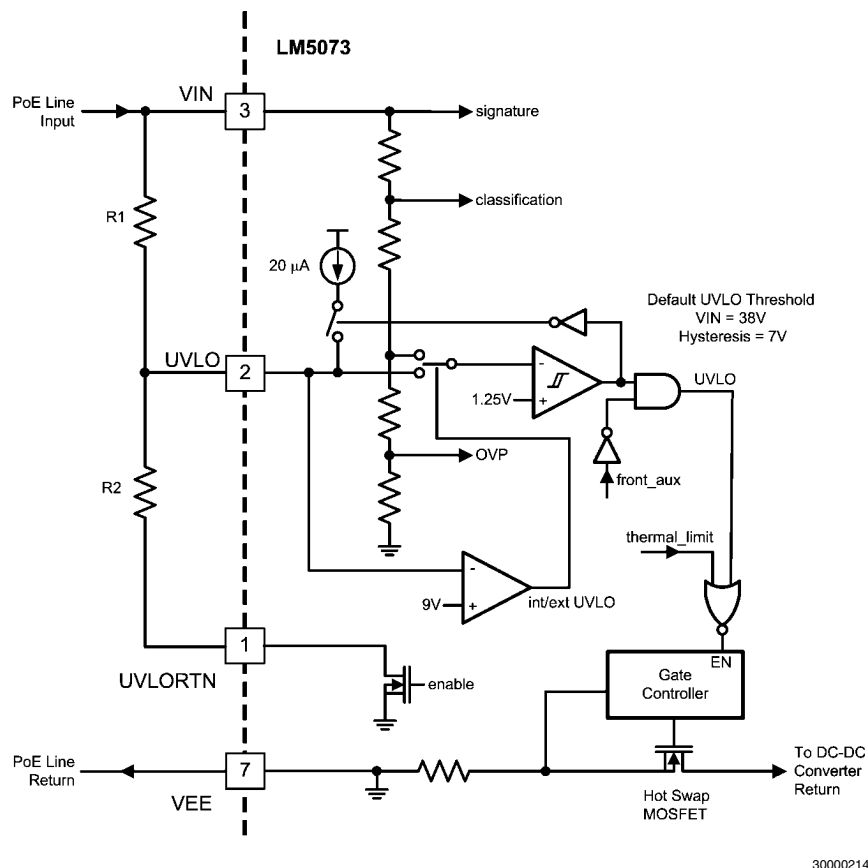 LM5073
PoE Line
Input
VIN
3
signature
R1
classification
20 μA
Default UVLO Threshold
VIN = 38V
Hysteresis = 7V
UVLO
2
-
1.25V
+
UVLO
R2
OVP
front_aux
thermal_limit
-
9V
+
int/ext UVLO
1
UVLORTN
enable
EN
Gate
Controller
PoE Line
Return
7
VEE
To DC-DC
Converter
Return
Hot Swap
MOSFET
30000214